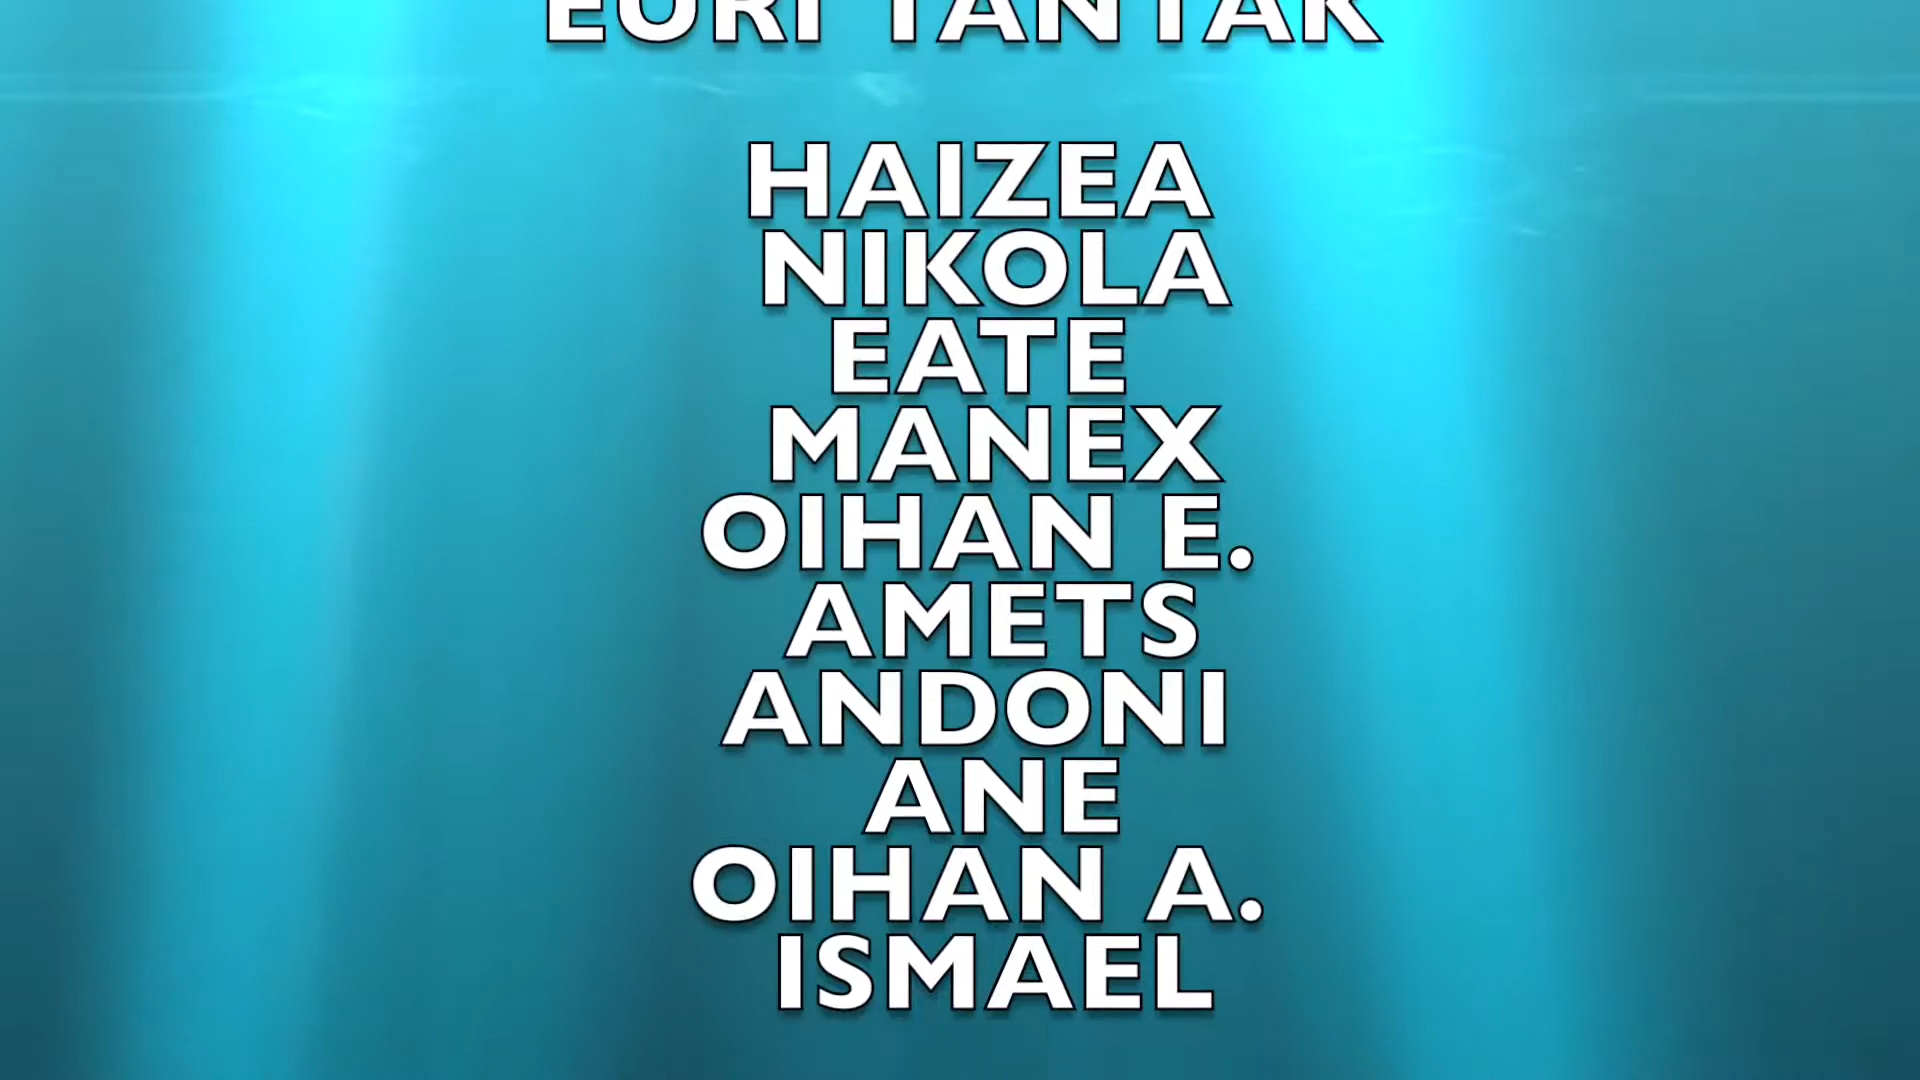 EURI TANTAK
HAIZEA
NIKOLA
EATE
MANEX
OIHAN E.
AMETS
ANDONI
ANE
OIHAN A.
ISMAEL